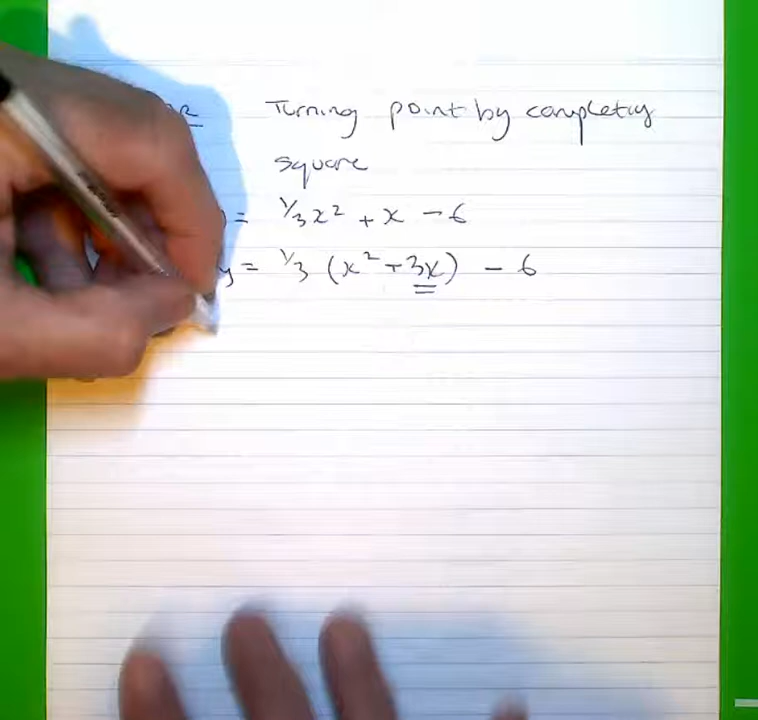 Turning point by completing
square
= 1/3x² + x - 6
y = 1/3 (x² + 3x) - 6